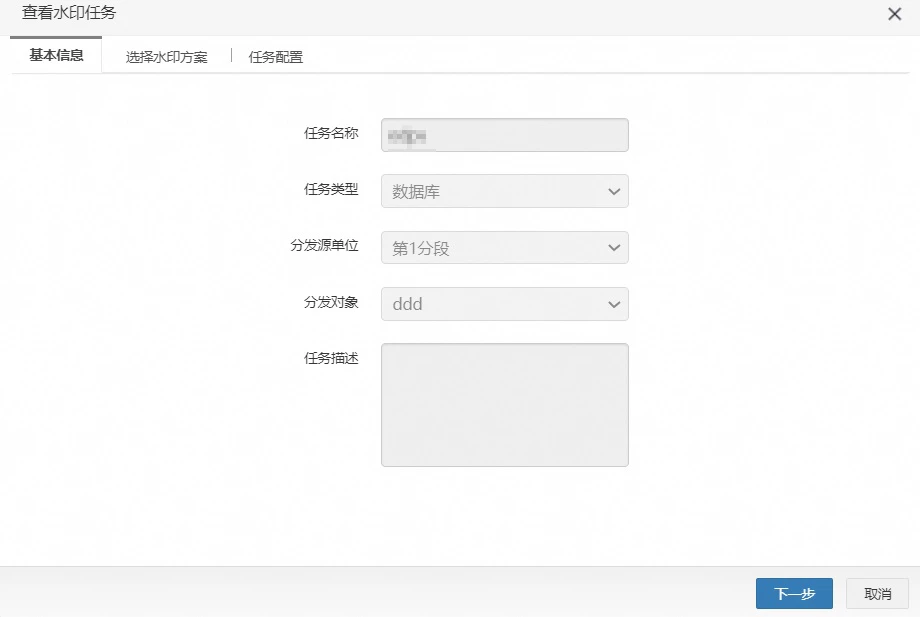 查看水印任务
基本信息
选择水印方案
任务配置
任务名称
任务类型
数据库
分发源单位
第1分段
分发对象
ddd
任务描述
下一步
取消